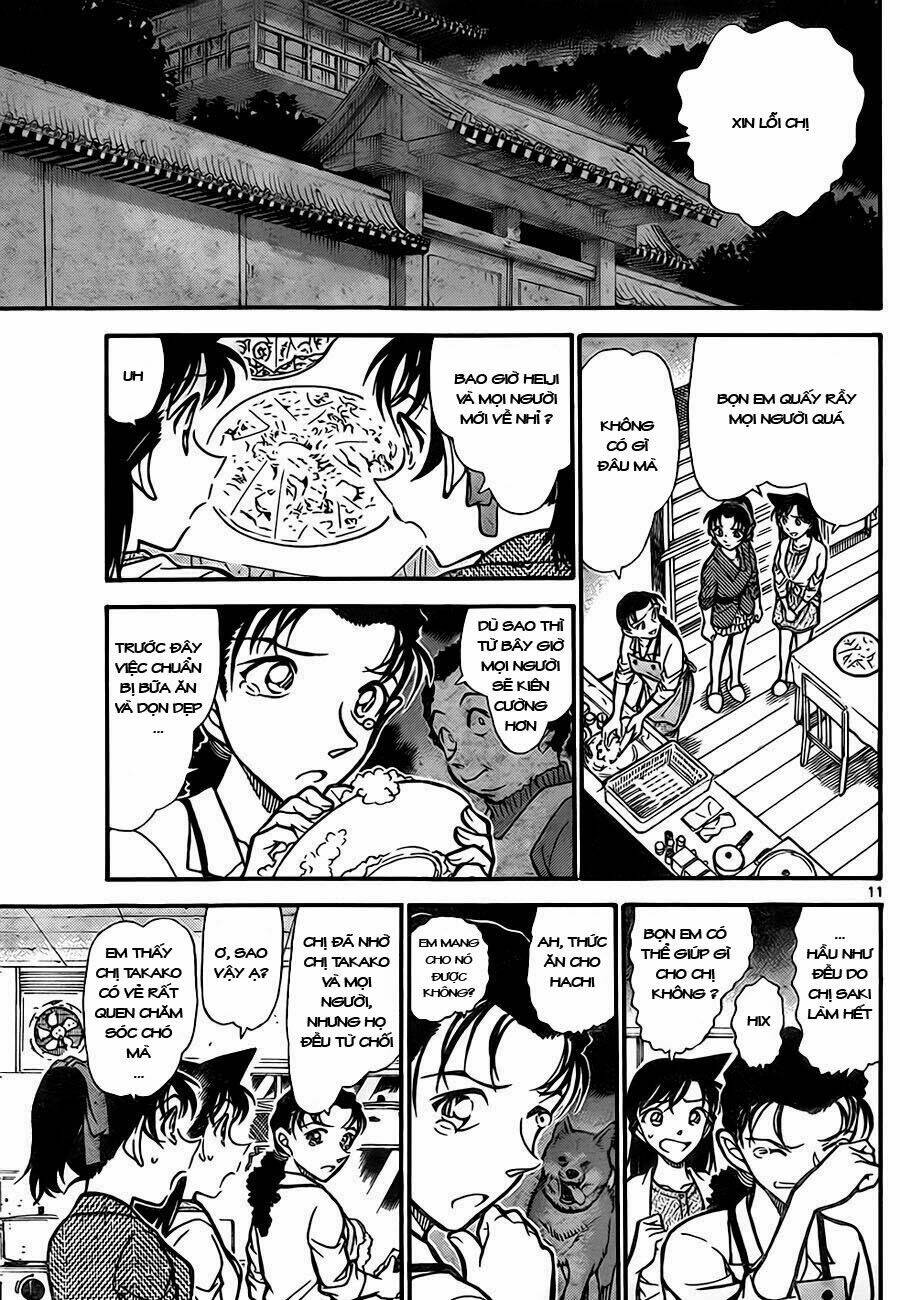 XIN LỖI CHỊ
BỌN EM QUẤY RẦY
MỌI NGƯỜI QUÁ
KHÔNG
CÓ GÌ
ĐÂU MÀ
BAO GIỜ HEIJI
VÀ MỌI NGƯỜI
MỚI VỀ NHỈ ?
UH
DÙ SAO THÌ
TỪ BÂY GIỜ
MỌI NGƯỜI
SẼ KIÊN
CƯỜNG
HƠN
TRƯỚC ĐÂY
VIỆC CHUẨN
BỊ BỮA ĂN
VÀ DỌN DẸP
...
11
...
HẦU NHƯ
ĐỀU DO
CHỊ SAKI
LÀM HẾT
HIX
BỌN EM CÓ
THỂ GIÚP GÌ
CHO CHỊ
KHÔNG ?
AH, THỨC
ĂN CHO
HACHI
EM MANG
CHO NÓ
ĐƯỢC
KHÔNG?
CHỊ ĐÃ NHỜ
CHỊ TAKAKO
VÀ MỌI
NGƯỜI,
NHƯNG HỌ
ĐỀU TỪ CHỐI
Ơ, SAO
VẬY Ạ?
EM THẤY
CHỊ TAKAKO
CÓ VẺ RẤT
QUEN CHĂM
SÓC CHÓ
MÀ
...